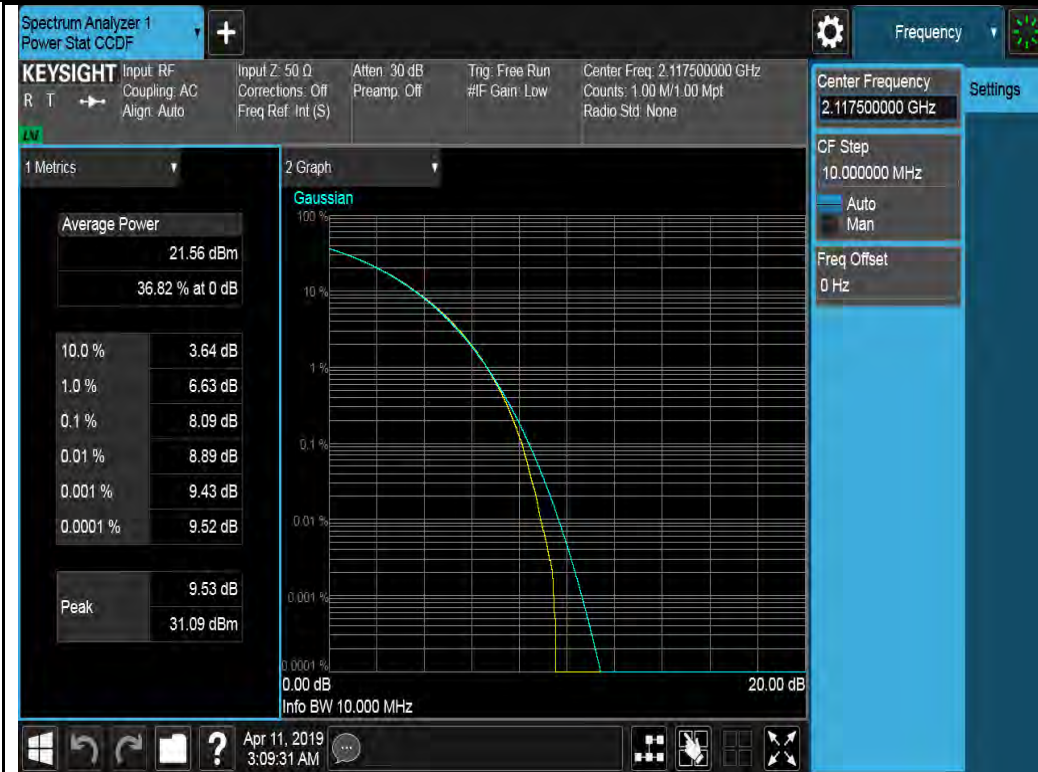 Spectrum Analyzer 1
Power Stat CCDF
Frequency
KEYSIGHT
R T
LNI
Input: RF
Coupling: AC
Align: Auto
Input Z: 50 Ω
Corrections: Off
Freq Ref: Int (S)
Atten: 30 dB
Preamp: Off
Trig: Free Run
#IF Gain: Low
Center Freq: 2.117500000 GHz
Counts: 1.00 M/1.00 Mpt
Radio Std: None
Center Frequency
2.117500000 GHz
Settings
CF Step
10.000000 MHz
Auto
Man
Freq Offset
0 Hz
1 Metrics
Average Power
21.56 dBm
36.82 % at 0 dB
10.0 % 3.64 dB
1.0 % 6.63 dB
0.1 % 8.09 dB
0.01 % 8.89 dB
0.001 % 9.43 dB
0.0001 % 9.52 dB
Peak
9.53 dB
31.09 dBm
2 Graph
Gaussian
100 %
10 %
1 %
0.1 %
0.01 %
0.001 %
0.0001 %
0.00 dB 20.00 dB
Info BW 10.000 MHz
Apr 11, 2019
3:09:31 AM